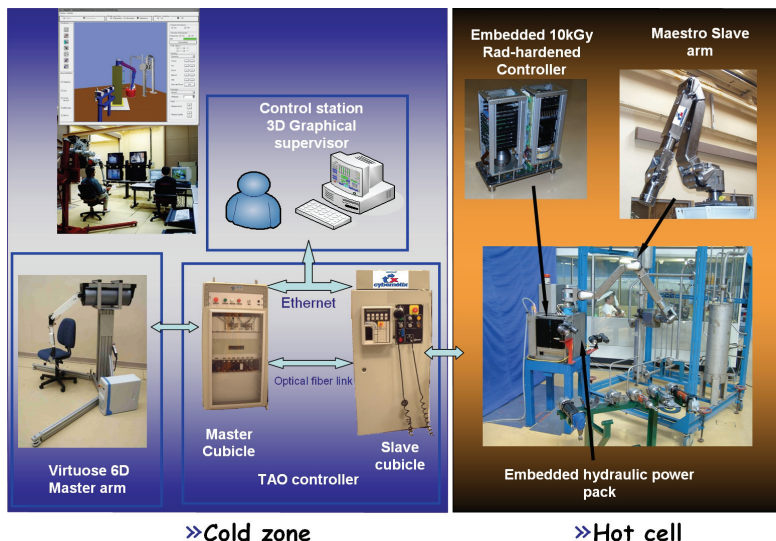 Control station
3D Graphical
supervisor
Embedded 10kGy
Rad-hardened
Controller
Maestro Slave
arm
cybernetix
Ethernet
Optical fiber link
Master
Cubicle
Slave
cubicle
TAO controller
Virtuose 6D
Master arm
Embedded hydraulic power
pack
»Cold zone
»Hot cell